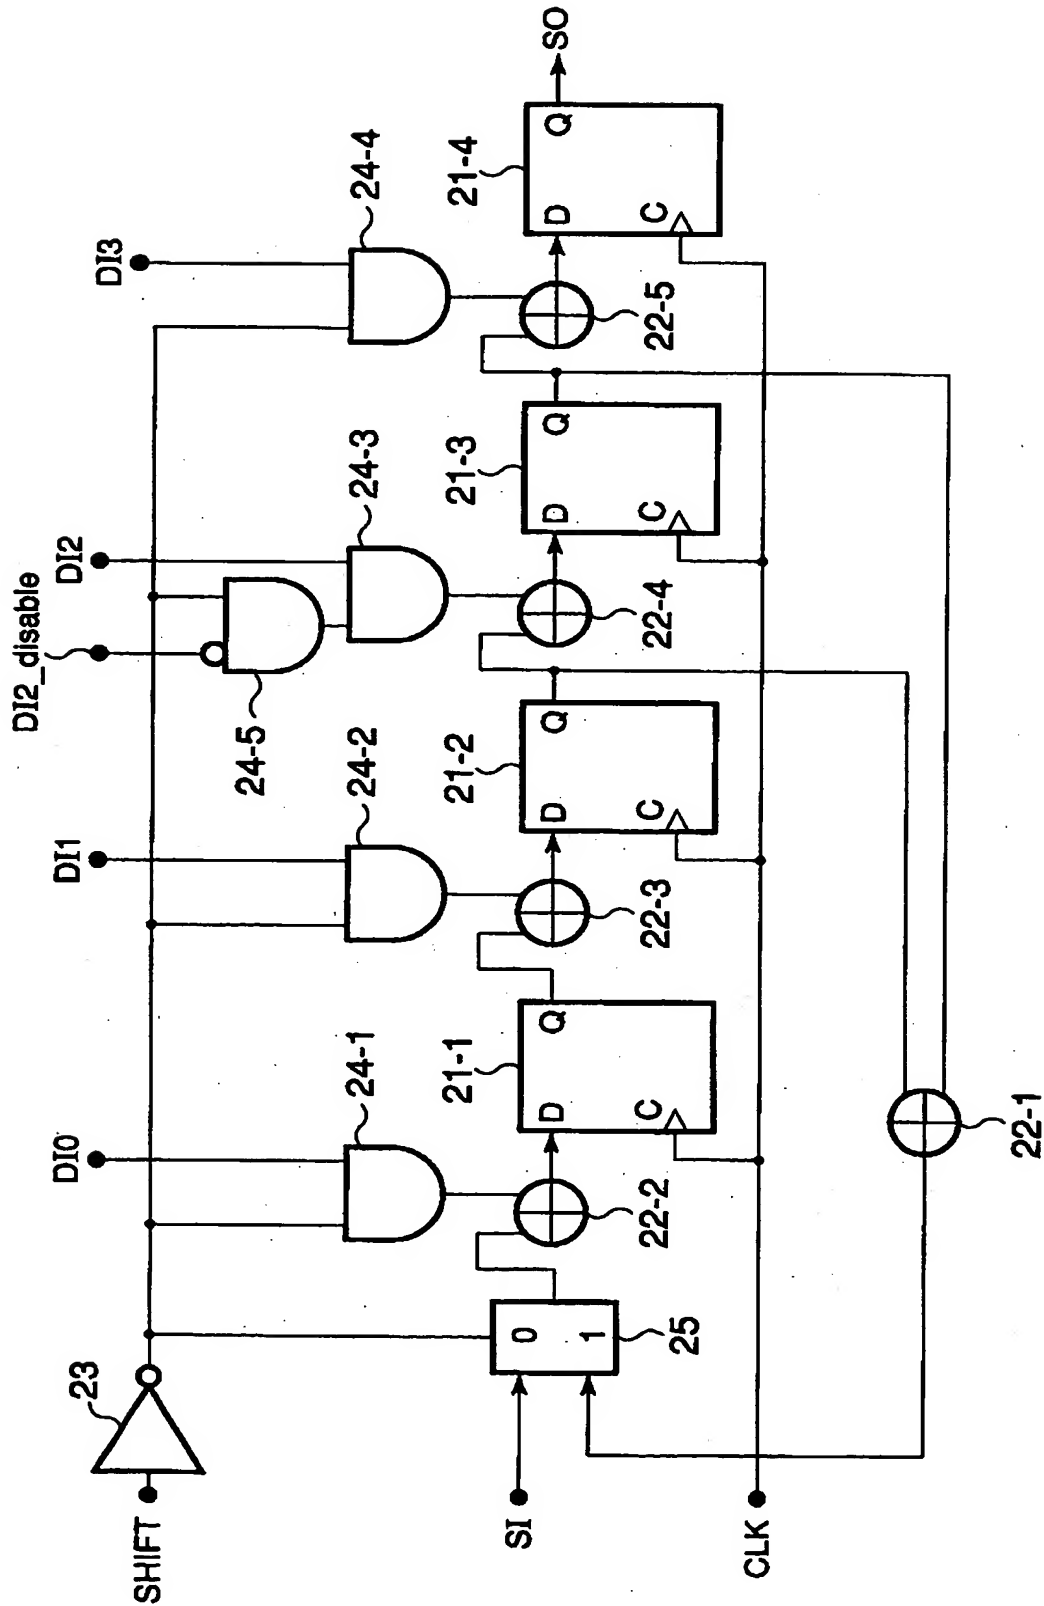 SHIFT
23
DI0
DI1
DI2_disable
DI2
DI3
24-1
24-2
24-5
24-3
24-4
SI
0
1
25
22-2
21-1
D
Q
C
22-3
21-2
D
Q
C
22-4
21-3
D
Q
C
22-5
21-4
D
Q
C
SO
CLK
22-1